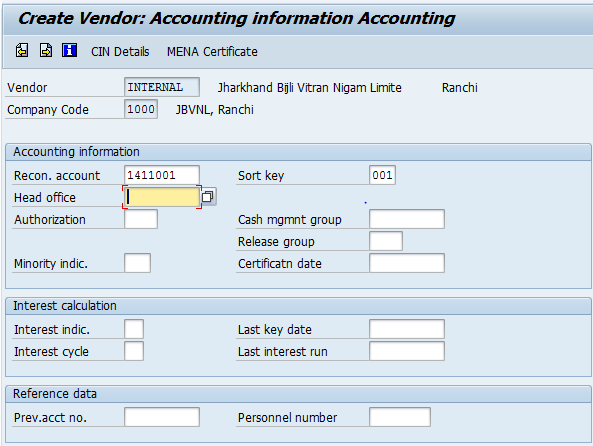 Create Vendor: Accounting information Accounting
CIN Details MENA Certificate
Vendor INTERNAL Jharkhand Bijli Vitran Nigam Limite Ranchi
Company Code 1000 JBVNL, Ranchi
Accounting information
Recon. account 1411001 Sort key 001
Head office
Authorization Cash mgmnt group
Release group
Minority indic. Certificatn date
Interest calculation
Interest indic. Last key date
Interest cycle Last interest run
Reference data
Prev.acct no. Personnel number